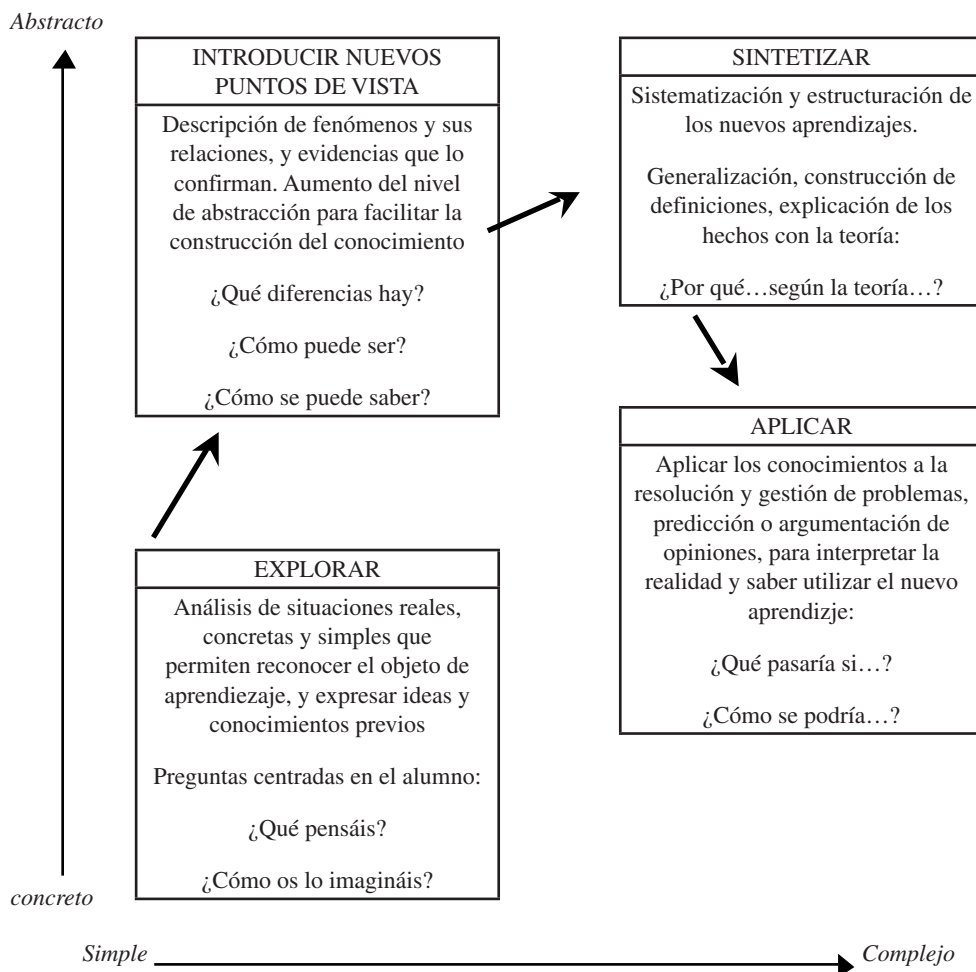 Abstracto
INTRODUCIR NUEVOS
PUNTOS DE VISTA
Descripción de fenómenos y sus
relaciones, y evidencias que lo
confirman. Aumento del nivel
de abstracción para facilitar la
construcción del conocimiento
¿Qué diferencias hay?
¿Cómo puede ser?
¿Cómo se puede saber?
SINTETIZAR
Sistematización y estructuración de
los nuevos aprendizajes.
Generalización, construcción de
definiciones, explicación de los
hechos con la teoría:
¿Por qué…según la teoría…?
EXPLORAR
Análisis de situaciones reales,
concretas y simples que
permiten reconocer el objeto de
aprendiezaje, y expresar ideas y
conocimientos previos
Preguntas centradas en el alumno:
¿Qué pensáis?
¿Cómo os lo imagináis?
APLICAR
Aplicar los conocimientos a la
resolución y gestión de problemas,
predicción o argumentación de
opiniones, para interpretar la
realidad y saber utilizar el nuevo
aprendizje:
¿Qué pasaría si…?
¿Cómo se podría…?
concreto
Simple
Complejo